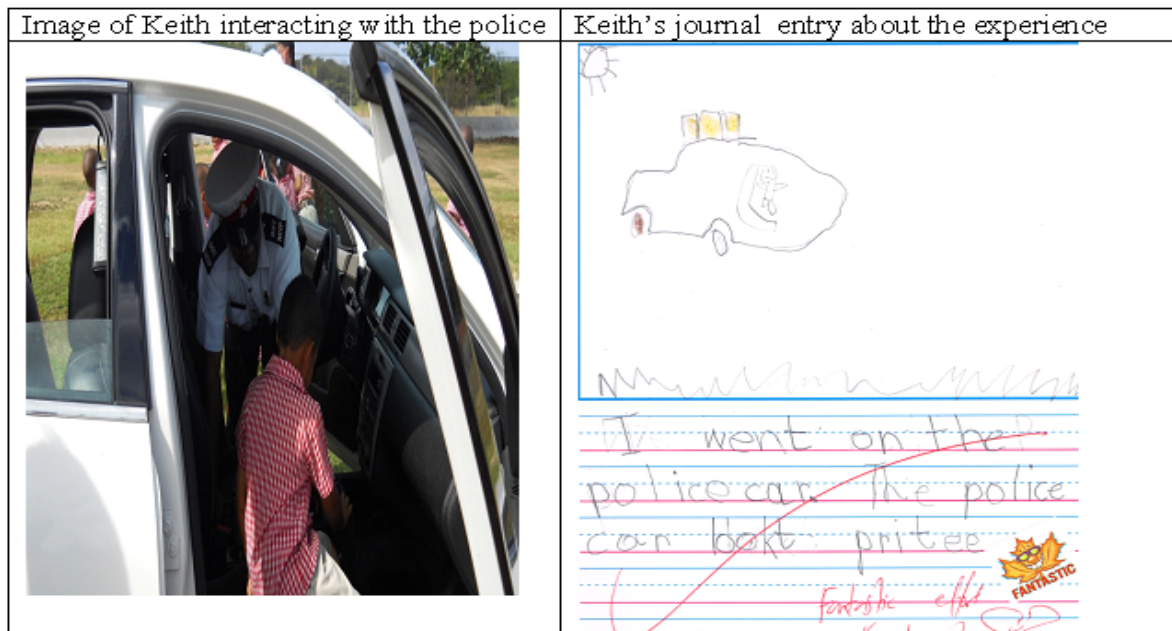 Image of Keith interacting with the police
Keith's journal entry about the experience
I went on the
police car. The police
car lookt pritee
FANTASTIC
Fantastic effort